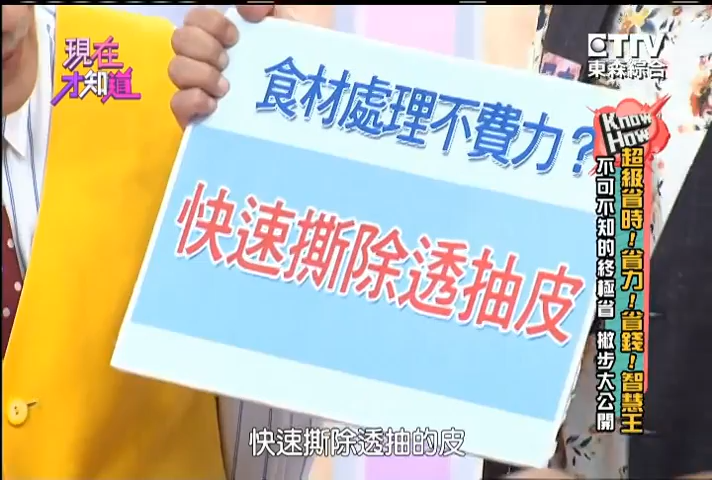 現在
才知道
CTTV
東森綜合
食材處理不費力?
快速撕除透抽皮
Know
How
超級省時!省力!省錢!智慧王
不可不知的終極省 撇步大公開
快速撕除透抽的皮